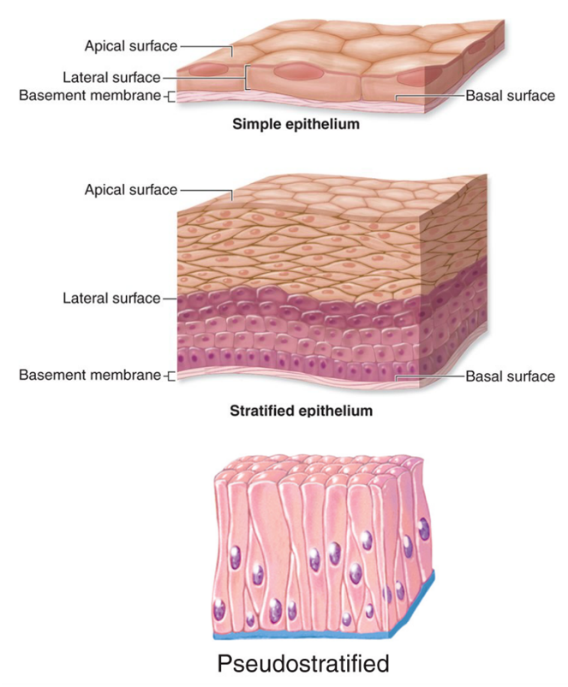 Apical surface
Lateral surface
Basement membrane
Basal surface
Simple epithelium
Apical surface
Lateral surface
Basement membrane
Basal surface
Stratified epithelium
Pseudostratified